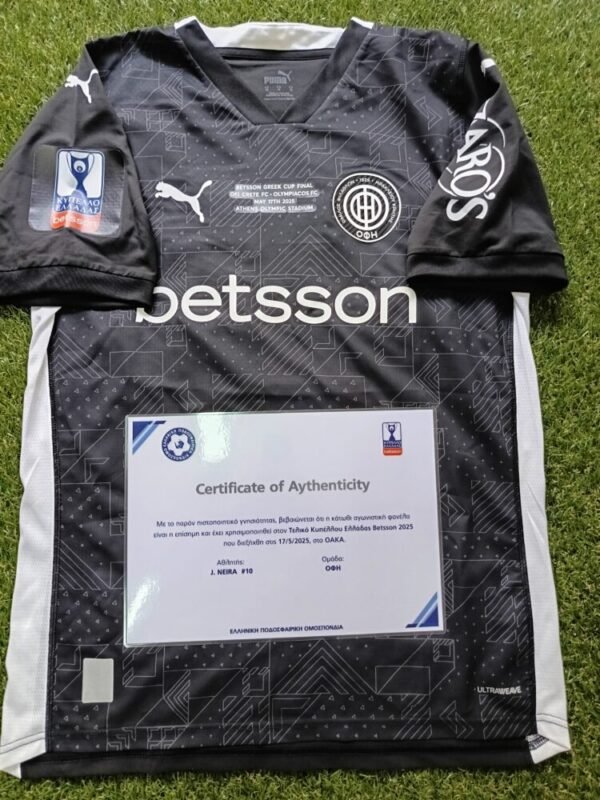 PUMA
ΚΥΠΕΛΛΟ
ΕΛΛΑΔΑΣ
betsson
BETSSON GREEK CUP FINAL
OFI CRETE FC - OLYMPIACOS FC
MAY 17TH 2025
ATHENS OLYMPIC STADIUM
ΟΦΗ
betsson
Certificate of Aythenticity
Με το παρόν πιστοποιητικό γνησιότητας, βεβαιώνεται ότι η κάτωθι αγωνιστική φανέλα
είναι η επίσημη και έχει χρησιμοποιηθεί στον Τελικό Κυπέλλου Ελλάδας Betsson 2025
που διεξήχθη στις 17/5/2025, στο ΟΑΚΑ.
Αθλητής: Ομάδα:
J. NEIRA #10 ΟΦΗ
ΕΛΛΗΝΙΚΗ ΠΟΔΟΣΦΑΙΡΙΚΗ ΟΜΟΣΠΟΝΔΙΑ
ULTRAWEAVE